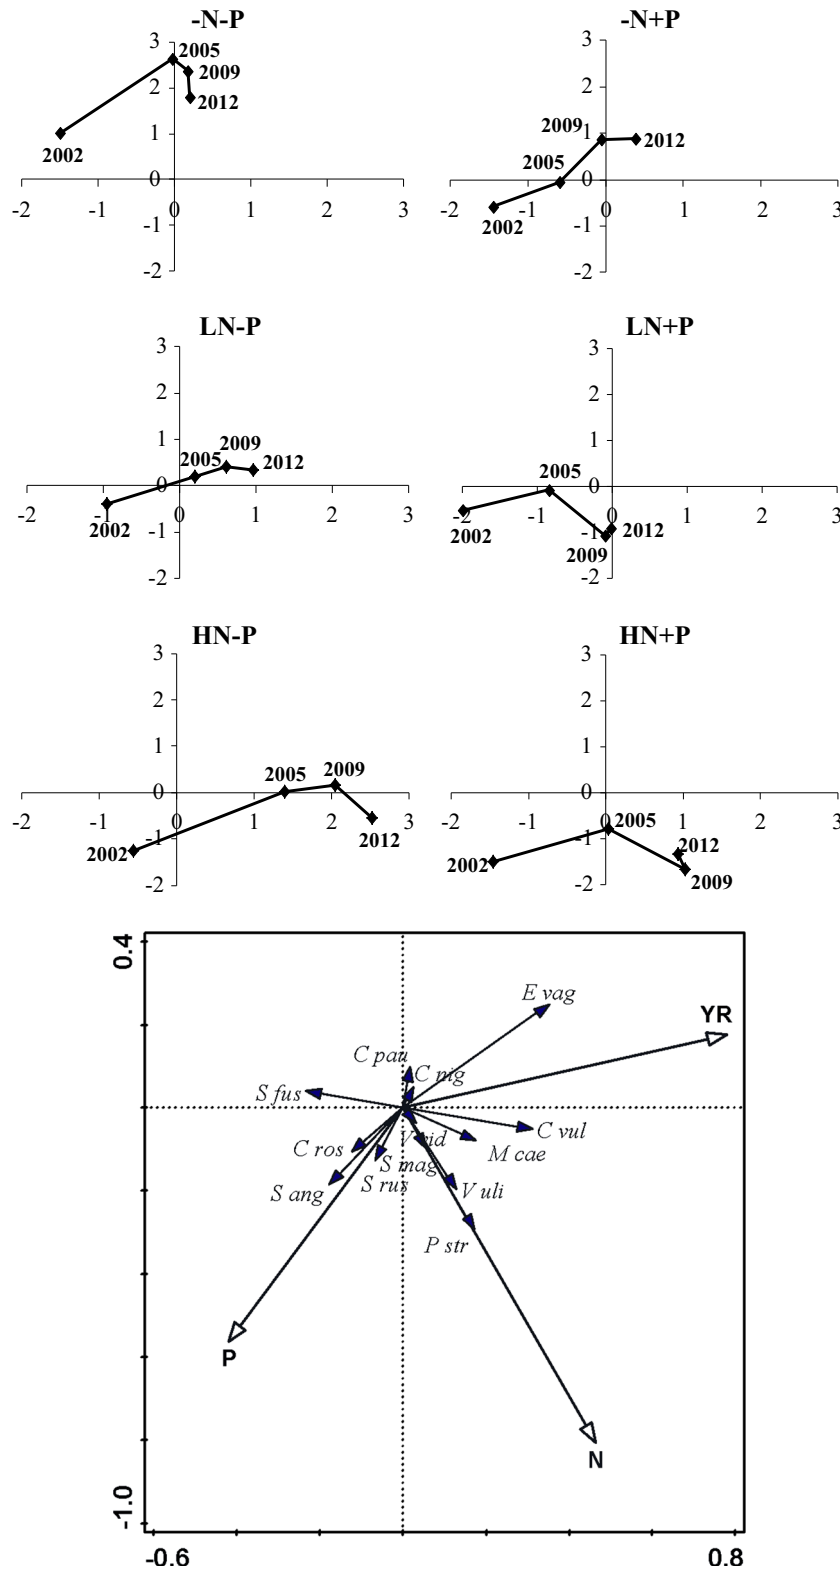 -N-P
-N+P
3
2005
2009
2
2012
1
2002
0
-2 -1 0 1 2 3
-1
-2
3
2
2009
1
2012
2005
0
-2 -1 0 1 2 3
2002
-1
-2
LN-P
LN+P
3
2
1
2009
2005
2012
0
-2 -1 0 1 2 3
2002
-1
-2
3
2
1
2005
0
-2 -1 0 1 2 3
2002
-1
2012
2009
-2
HN-P
HN+P
3
2
1
2009
2005
0
-2 -1 0 1 2 3
2002
-1
2012
-2
3
2
1
0
-2 -1 0 1 2 3
2005
-1
2012
2002
2009
-2
0.4
E vag
YR
C pau
C nig
S fus
C vul
C ros
M cae
S mag
S rus
S ang
V uli
P str
P
N
-1.0
-0.6 0.8